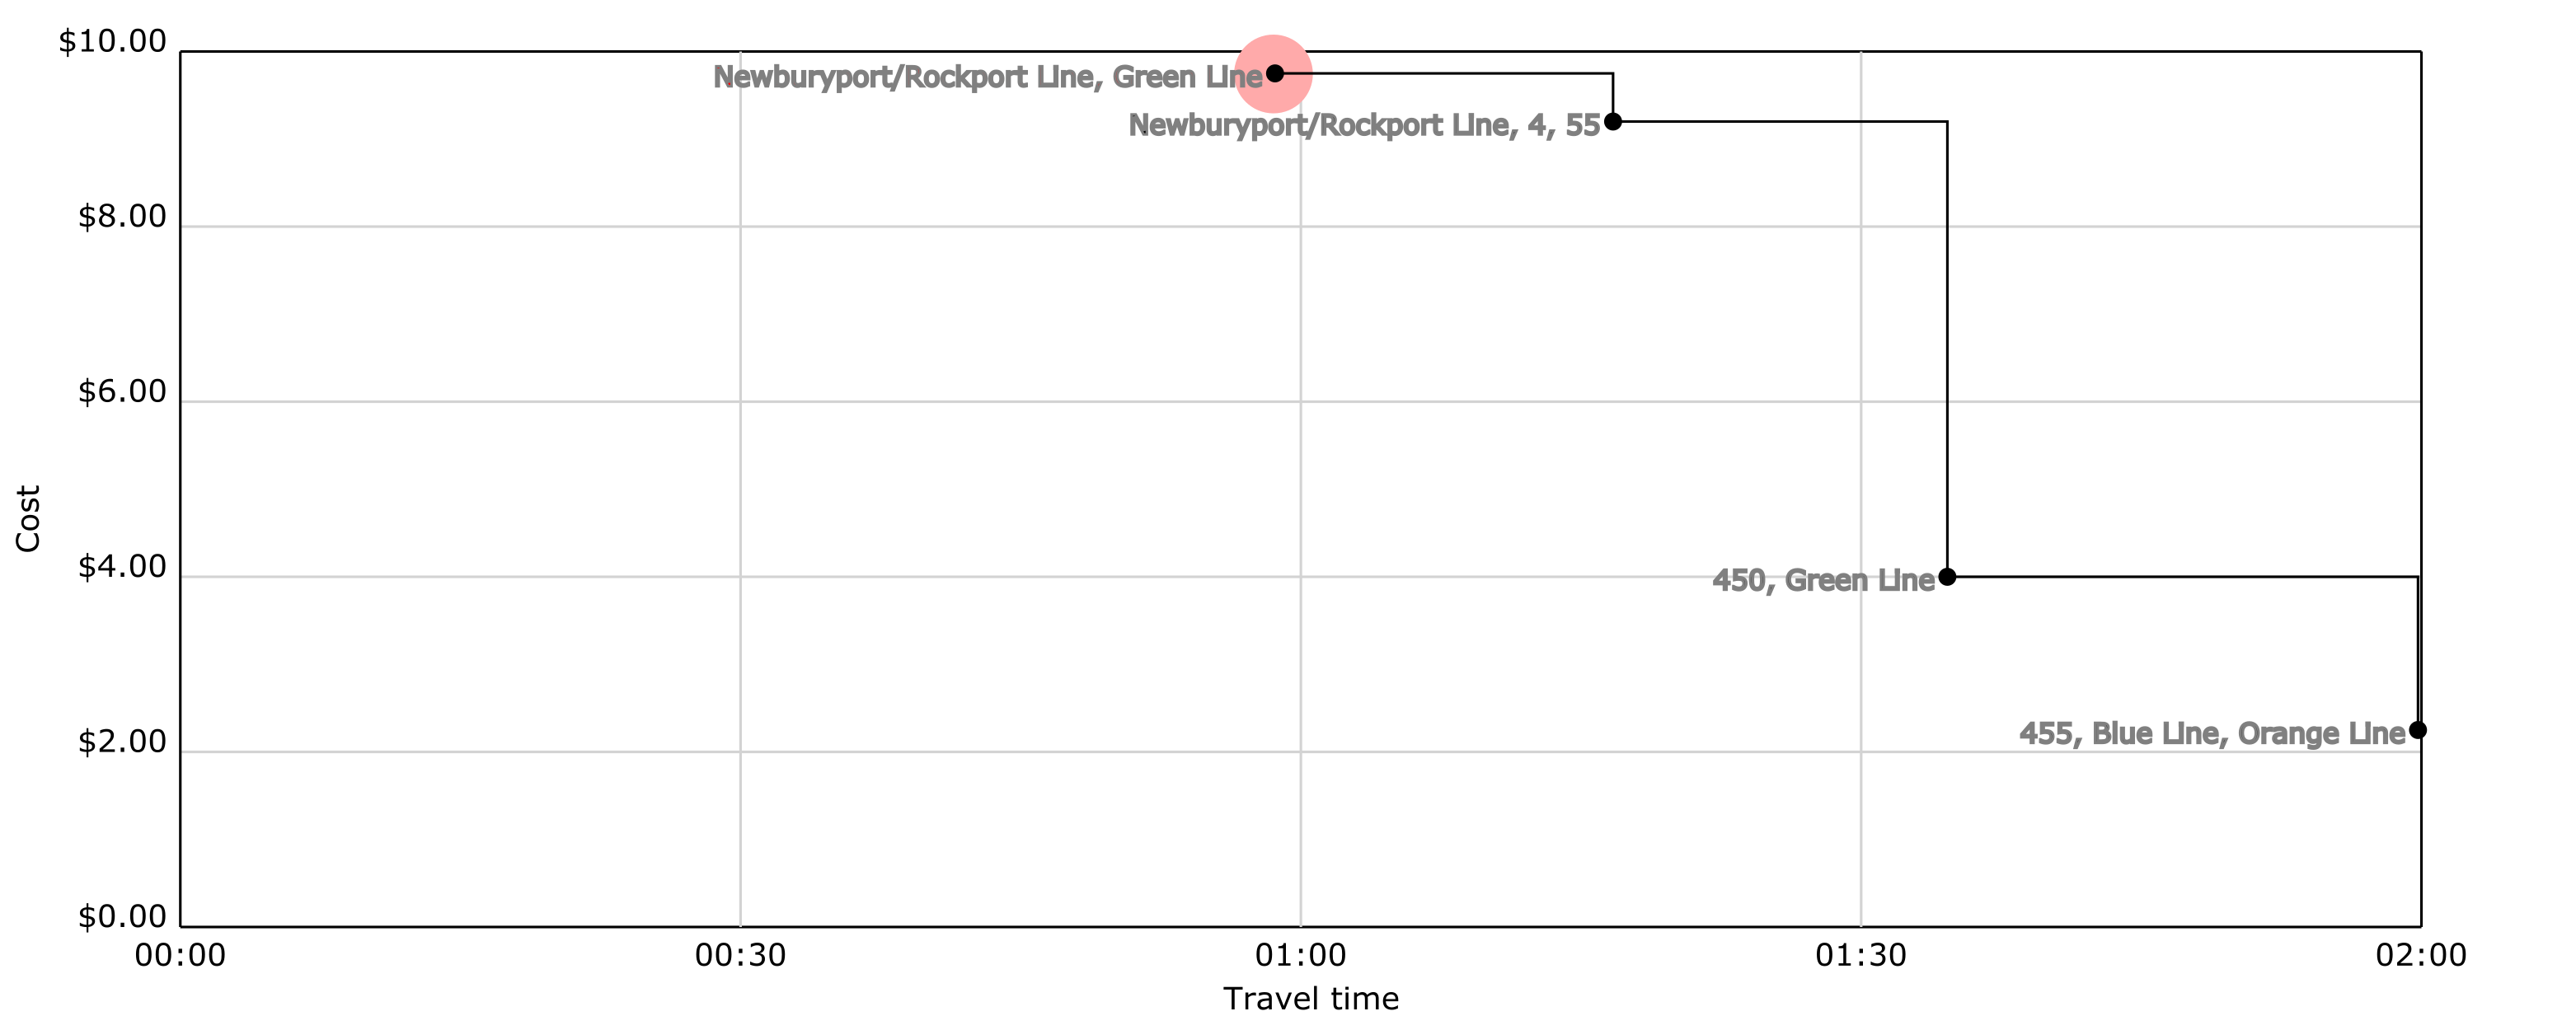 $10.00
Newburyport/Rockport Line, Green Line
Newburyport/Rockport Line, 4, 55
$8.00
$6.00
Cost
$4.00
450, Green Line
$2.00
455, Blue Line, Orange Line
$0.00
00:00 00:30 01:00 01:30 02:00
Travel time